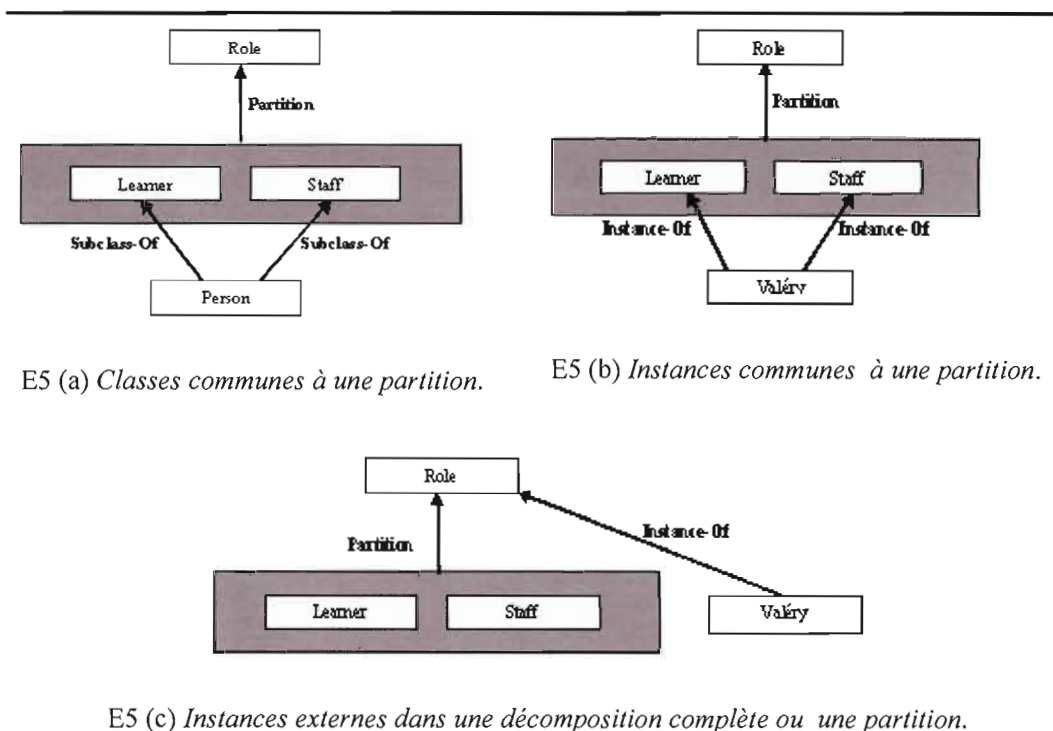 Role
Partition
Learner
Staff
Subclass-Of
Subclass-Of
Person
E5 (a) Classes communes à une partition.
Role
Partition
Learner
Staff
Instance-Of
Instance-Of
Valéry
E5 (b) Instances communes à une partition.
Role
Partition
Instance-Of
Learner
Staff
Valéry
E5 (c) Instances externes dans une décomposition complète ou une partition.